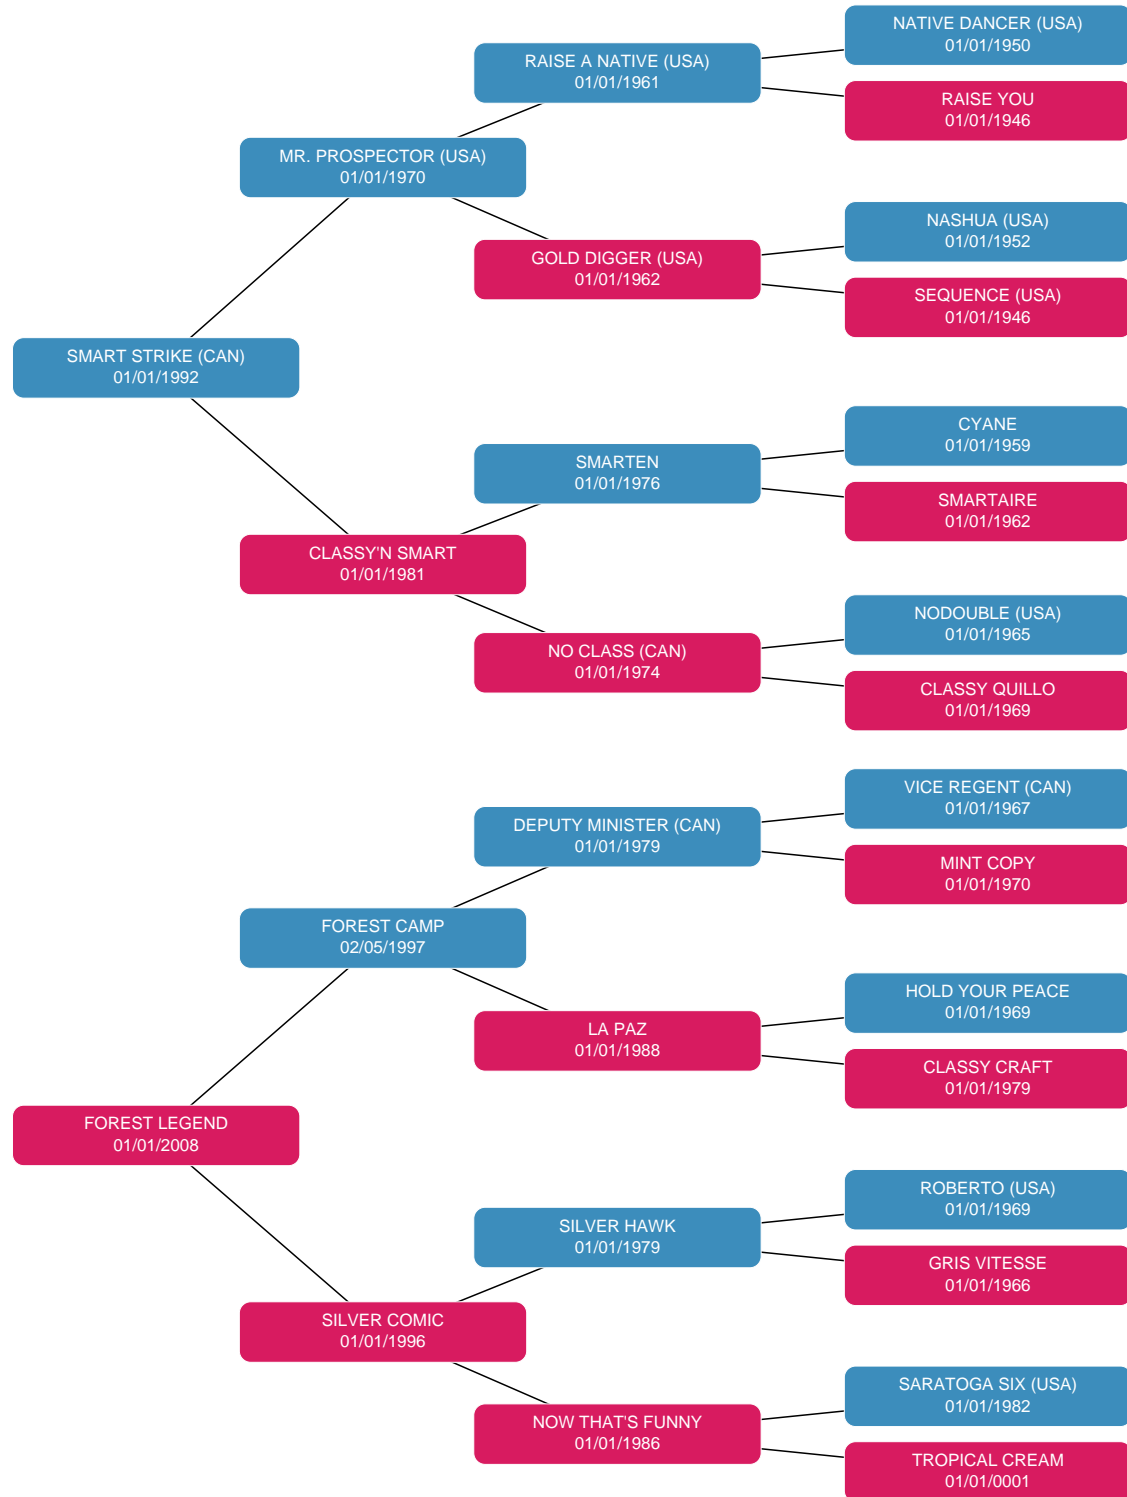 NATIVE DANCER (USA)
01/01/1950
RAISE A NATIVE (USA)
01/01/1961
RAISE YOU
01/01/1946
MR. PROSPECTOR (USA)
01/01/1970
NASHUA (USA)
01/01/1952
GOLD DIGGER (USA)
01/01/1962
SEQUENCE (USA)
01/01/1946
SMART STRIKE (CAN)
01/01/1992
CYANE
01/01/1959
SMARTEN
01/01/1976
SMARTAIRE
01/01/1962
CLASSY'N SMART
01/01/1981
NODOUBLE (USA)
01/01/1965
NO CLASS (CAN)
01/01/1974
CLASSY QUILLO
01/01/1969
VICE REGENT (CAN)
01/01/1967
DEPUTY MINISTER (CAN)
01/01/1979
MINT COPY
01/01/1970
FOREST CAMP
02/05/1997
HOLD YOUR PEACE
01/01/1969
LA PAZ
01/01/1988
CLASSY CRAFT
01/01/1979
FOREST LEGEND
01/01/2008
ROBERTO (USA)
01/01/1969
SILVER HAWK
01/01/1979
GRIS VITESSE
01/01/1966
SILVER COMIC
01/01/1996
SARATOGA SIX (USA)
01/01/1982
NOW THAT'S FUNNY
01/01/1986
TROPICAL CREAM
01/01/0001